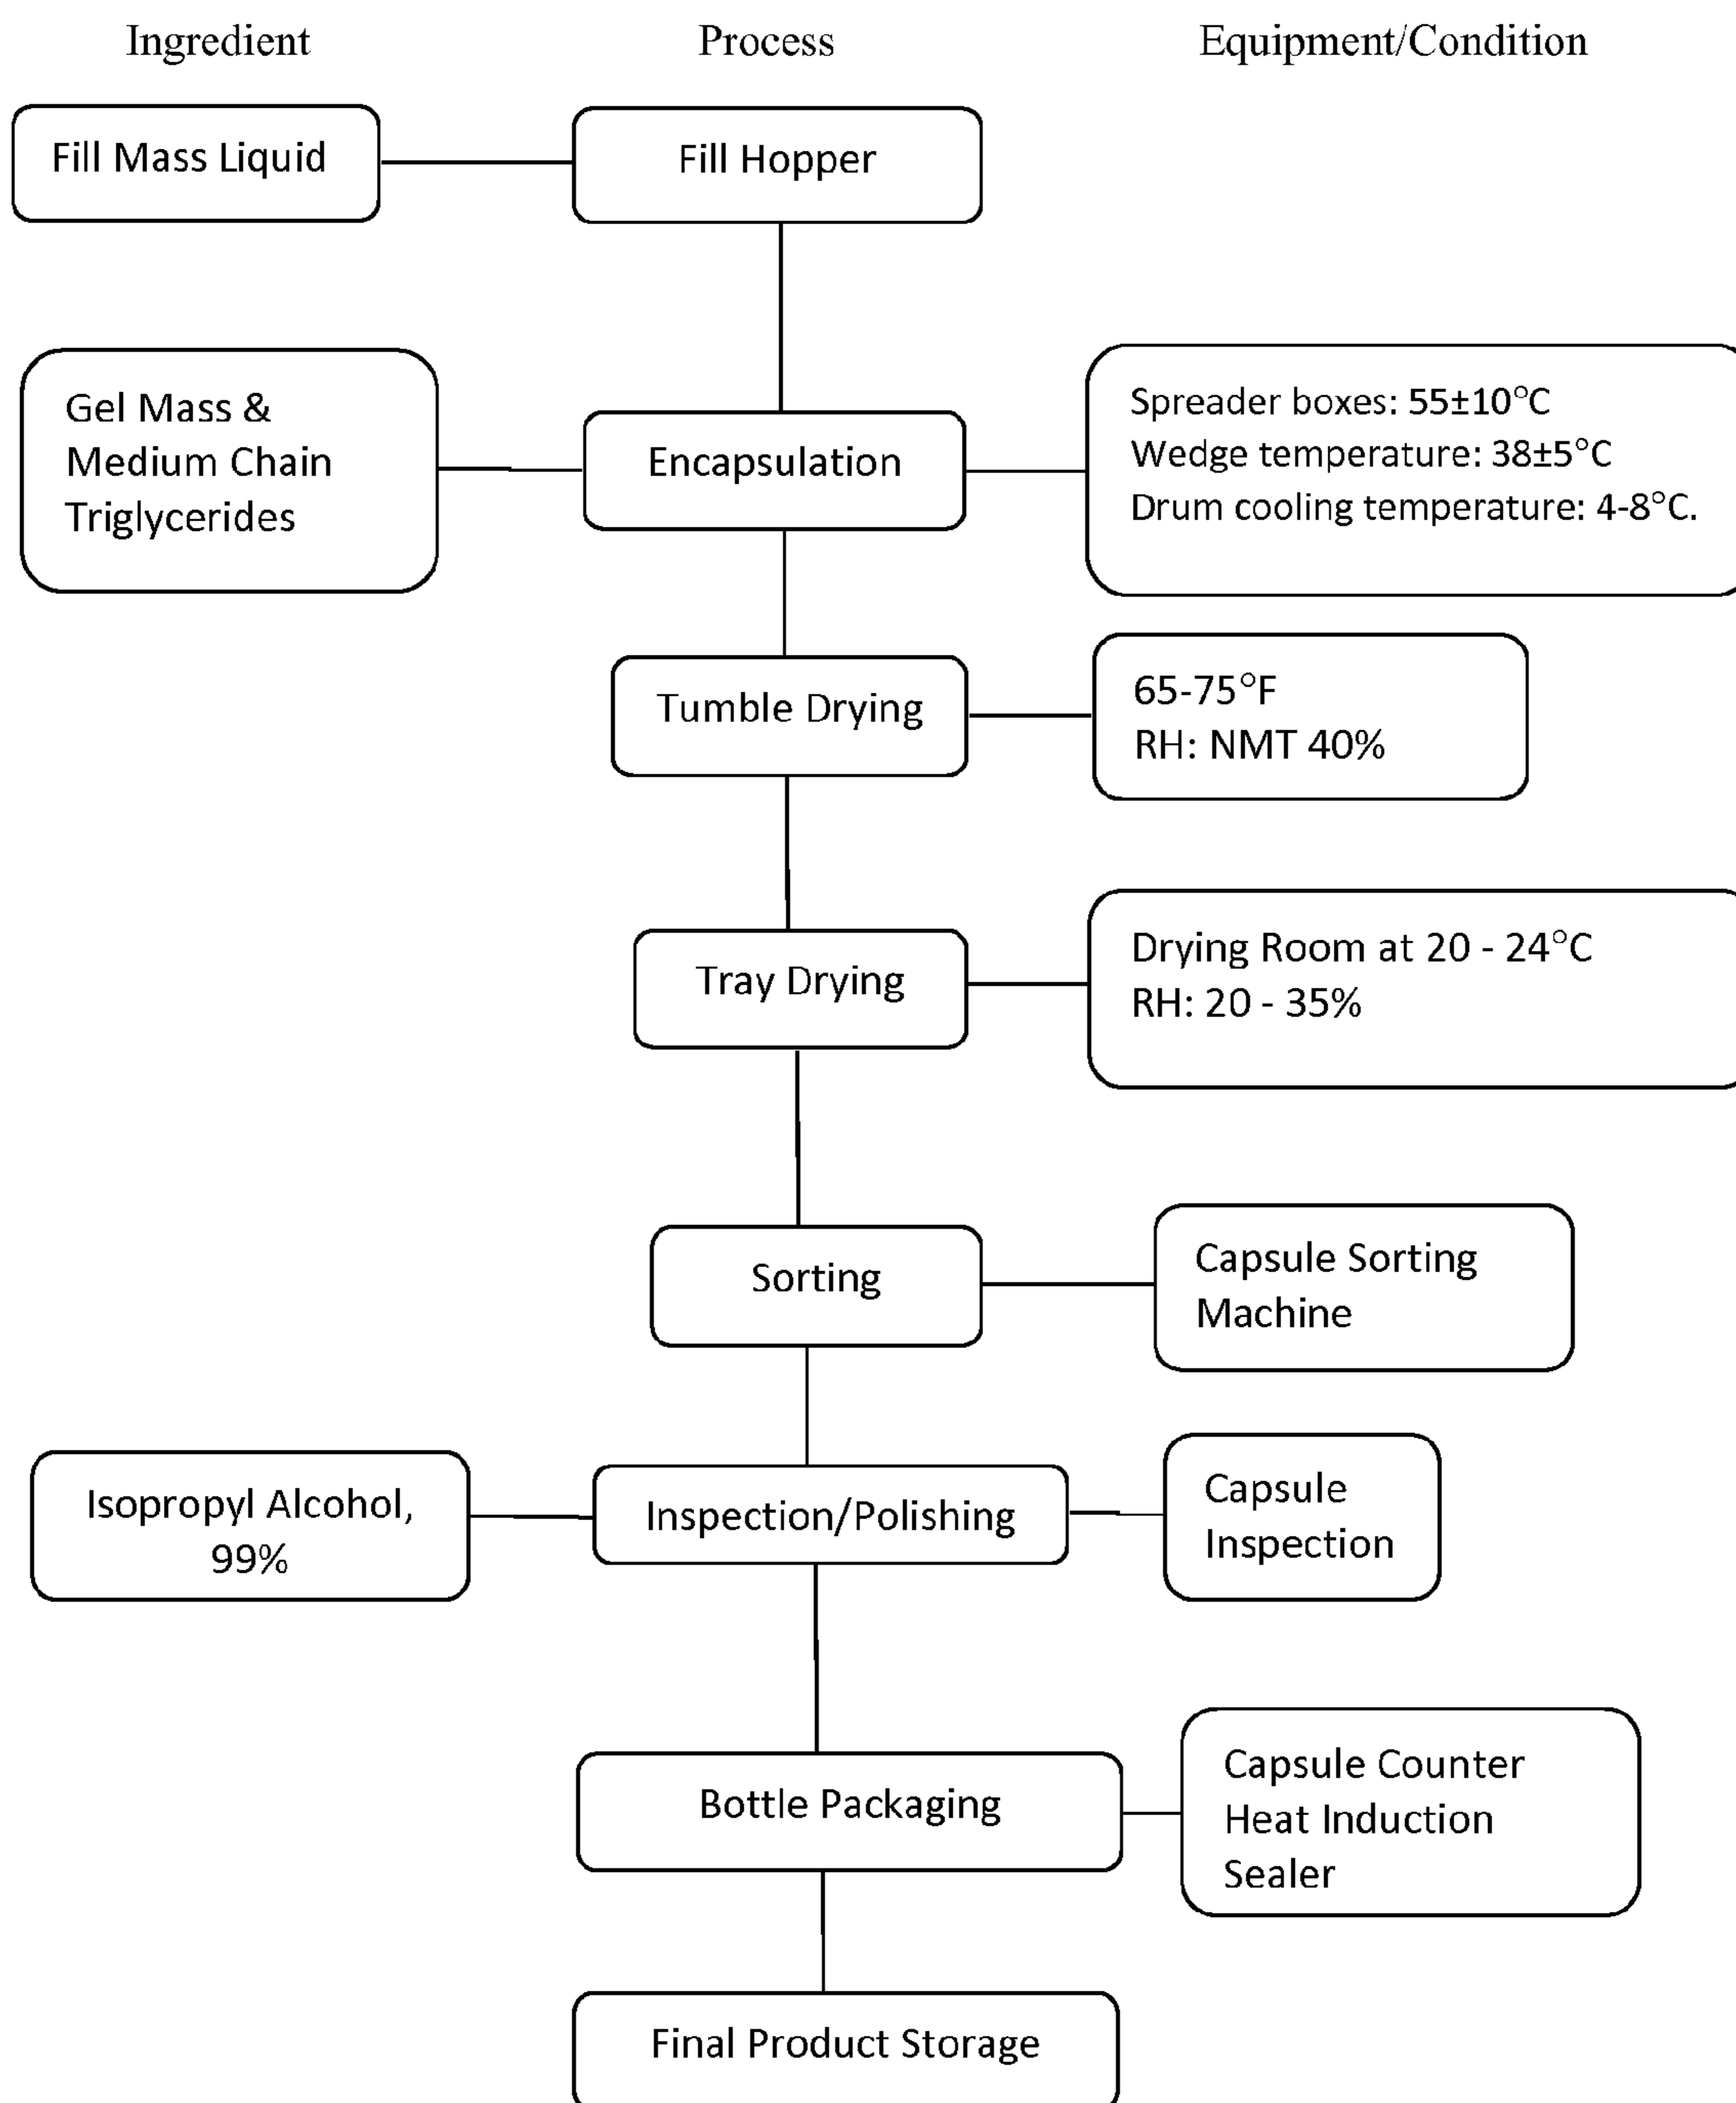 Ingredient
Process
Equipment/Condition
Fill Mass Liquid
Fill Hopper
Gel Mass &
Medium Chain
Triglycerides
Encapsulation
Spreader boxes: 55±10°C
Wedge temperature: 38±5°C
Drum cooling temperature: 4-8°C.
Tumble Drying
65-75°F
RH: NMT 40%
Tray Drying
Drying Room at 20 - 24°C
RH: 20 - 35%
Sorting
Capsule Sorting
Machine
Isopropyl Alcohol,
99%
Inspection/Polishing
Capsule
Inspection
Bottle Packaging
Capsule Counter
Heat Induction
Sealer
Final Product Storage